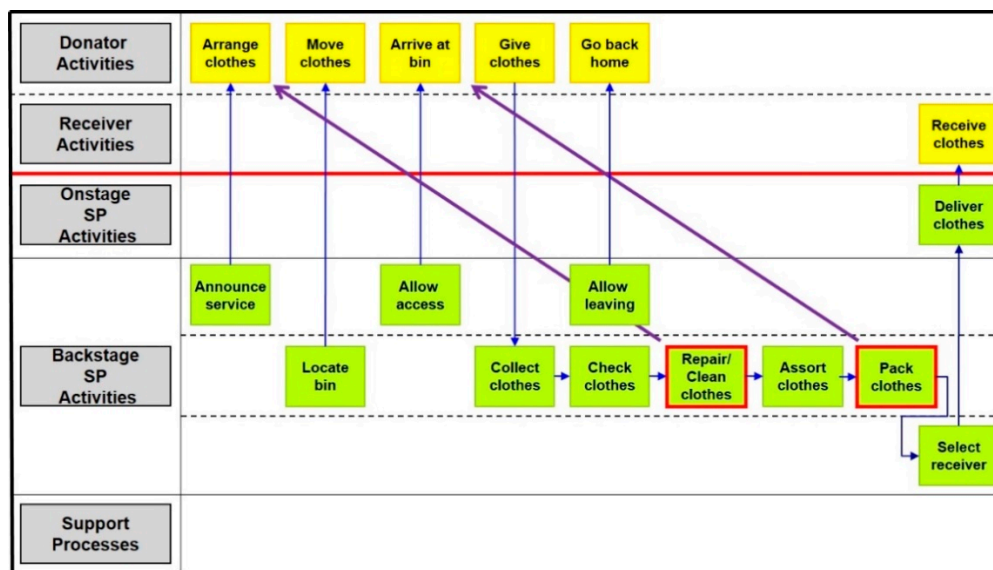 Donator
Activities
Arrange
clothes
Move
clothes
Arrive at
bin
Give
clothes
Go back
home
Receiver
Activities
Receive
clothes
Onstage
SP
Activities
Deliver
clothes
Announce
service
Allow
access
Allow
leaving
Backstage
SP
Activities
Locate
bin
Collect
clothes
Check
clothes
Repair/
Clean
clothes
Assort
clothes
Pack
clothes
Select
receiver
Support
Processes